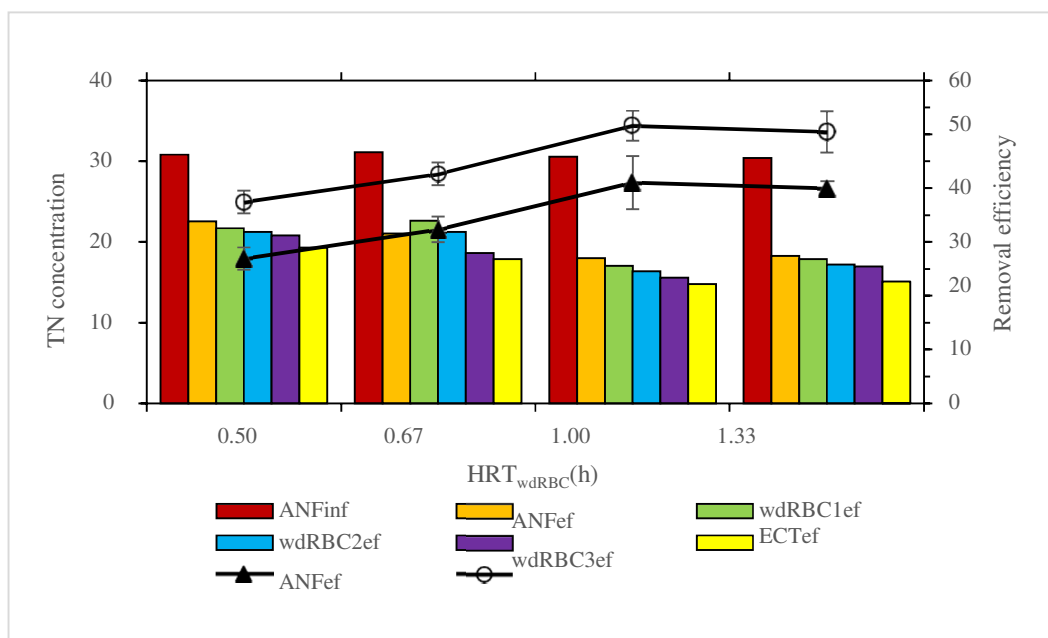 40
30
20
10
0
TN concentration
60
50
40
30
20
10
0
Removal efficiency
0.50 0.67 1.00 1.33
HRTwdRBC(h)
ANFinf ANFef wdRBC1ef
wdRBC2ef wdRBC3ef ECTef
ANFef